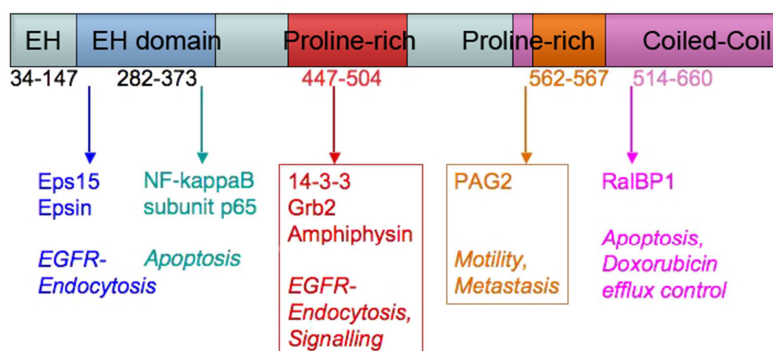 EH EH domain Proline-rich Proline-rich Coiled-Coil
34-147 282-373 447-504 562-567 514-660
Eps15
Epsin
EGFR-
Endocytosis
NF-kappaB
subunit p65
Apoptosis
14-3-3
Grb2
Amphiphysin
EGFR-
Endocytosis,
Signalling
PAG2
Motility,
Metastasis
RalBP1
Apoptosis,
Doxorubicin
efflux control